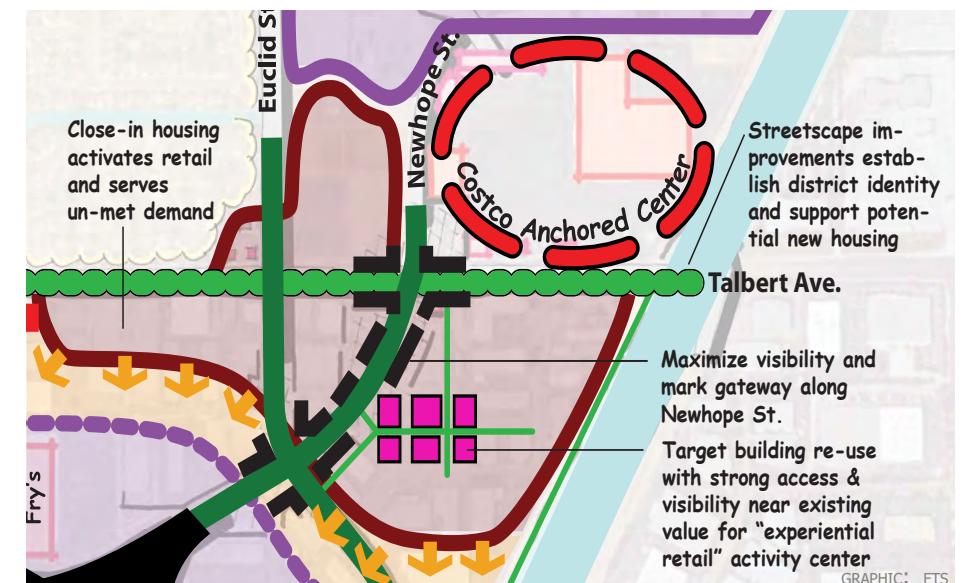 Euclid St
Newhope St.
Close-in housing
activates retail
and serves
un-met demand
Costco Anchored Center
Streetscape im-
provements estab-
lish district identity
and support poten-
tial new housing
Talbert Ave.
Maximize visibility and
mark gateway along
Newhope St.
Target building re-use
with strong access &
visibility near existing
value for “experiential
retail” activity center
Fry's
GRAPHIC: FTS